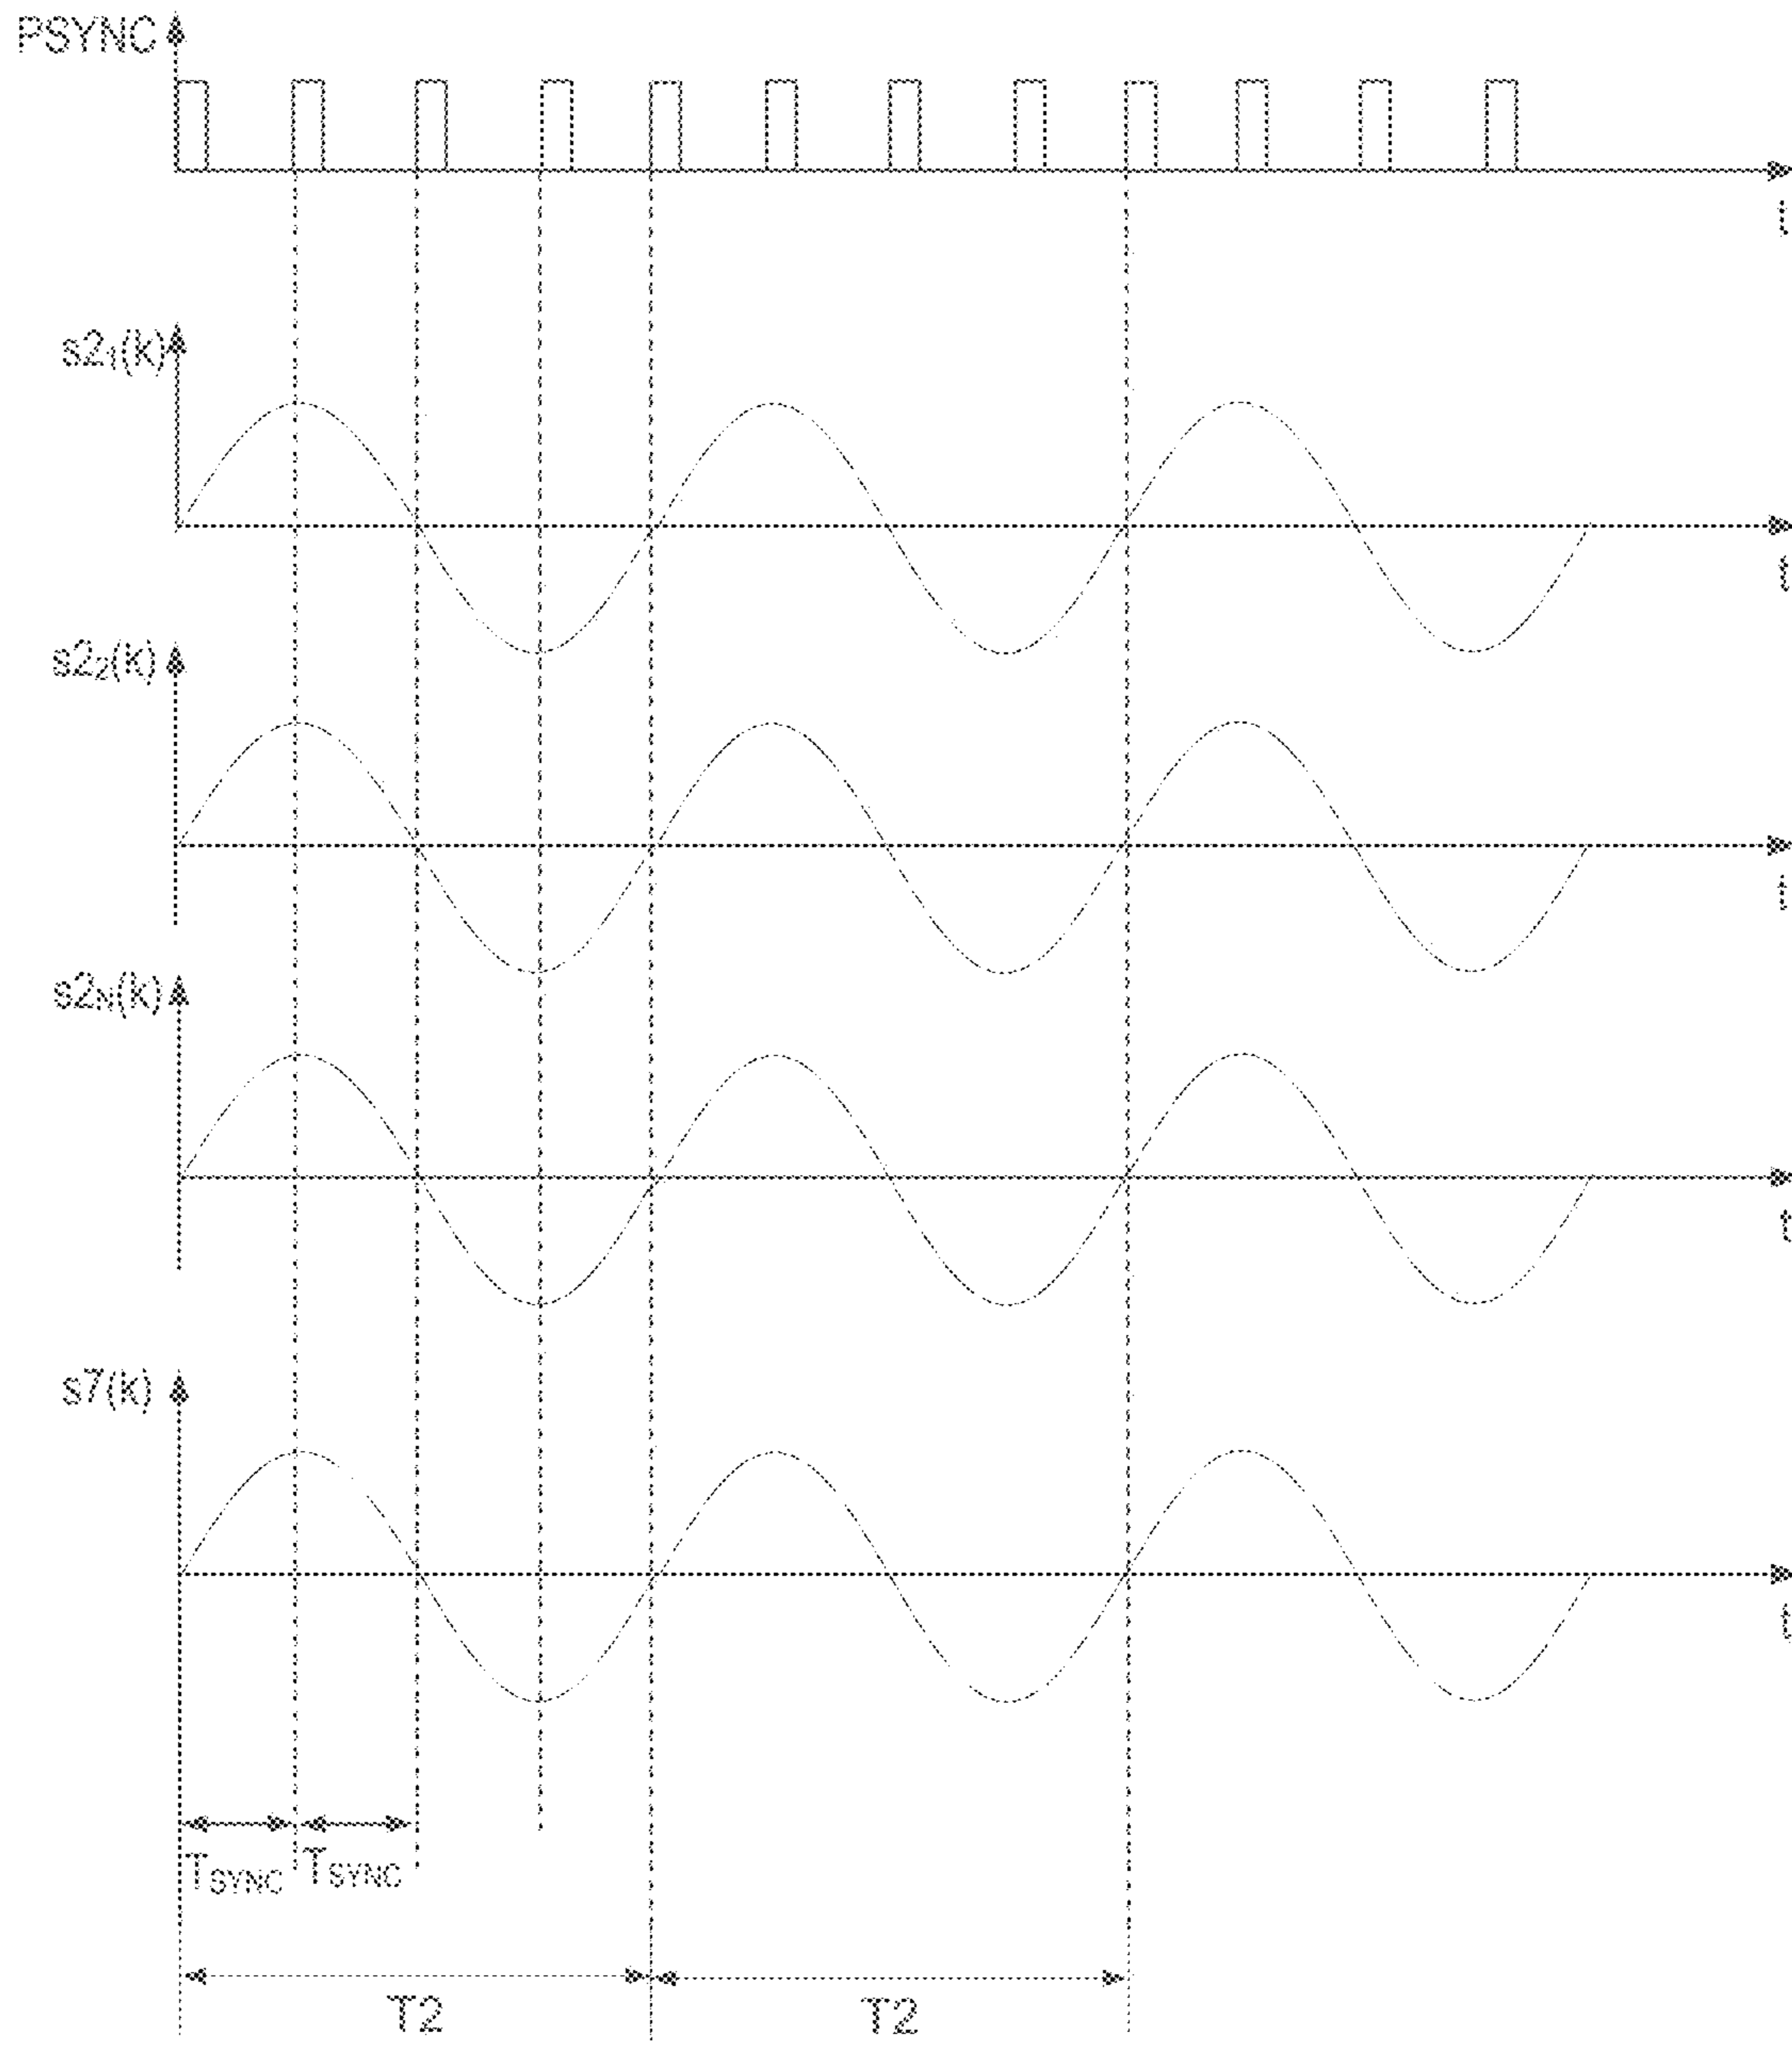 PSYNC
t
s2₁(k)
t
s2₂(k)
t
s2N(k)
t
s7(k)
t
TSYNC TSYNC
T2 T2